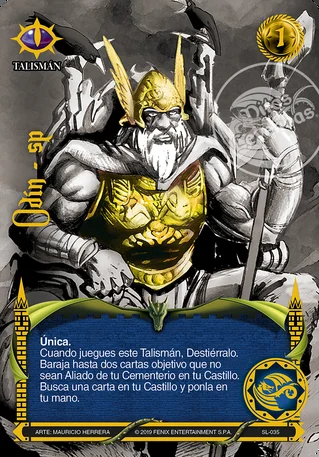 TALISMÁN
1
Odín - sp
Única.
Cuando juegues este Talismán, Destiérralo.
Baraja hasta dos cartas objetivo que no
sean Aliado de tu Cementerio en tu Castillo.
Busca una carta en tu Castillo y ponla en
tu mano.
ARTE: MAURICIO HERRERA
© 2019 FENIX ENTERTAINMENT S.P.A.
SL-035